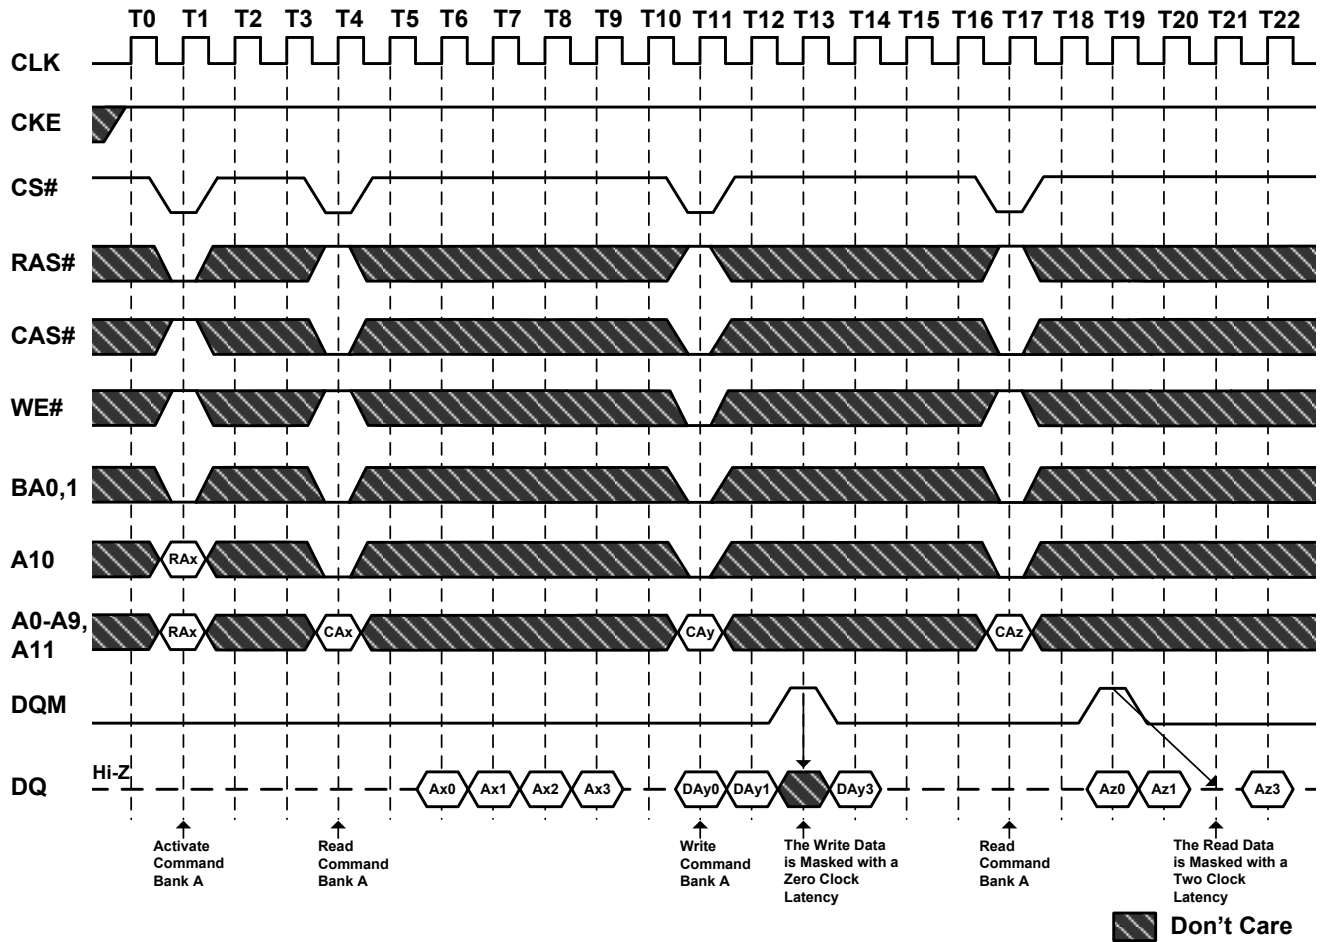 T0 T1 T2 T3 T4 T5 T6 T7 T8 T9 T10 T11 T12 T13 T14 T15 T16 T17 T18 T19 T20 T21 T22
CLK
CKE
CS#
RAS#
CAS#
WE#
BA0,1
A10 RAx
A0-A9,
A11
RAx CAx CAy CAz
DQM
DQ Hi-Z Ax0 Ax1 Ax2 Ax3 DAy0 DAy1 DAy3 Az0 Az1 Az3
Activate
Command
Bank A
Read
Command
Bank A
Write
Command
Bank A
The Write Data
is Masked with a
Zero Clock
Latency
Read
Command
Bank A
The Read Data
is Masked with a
Two Clock
Latency
Don't Care